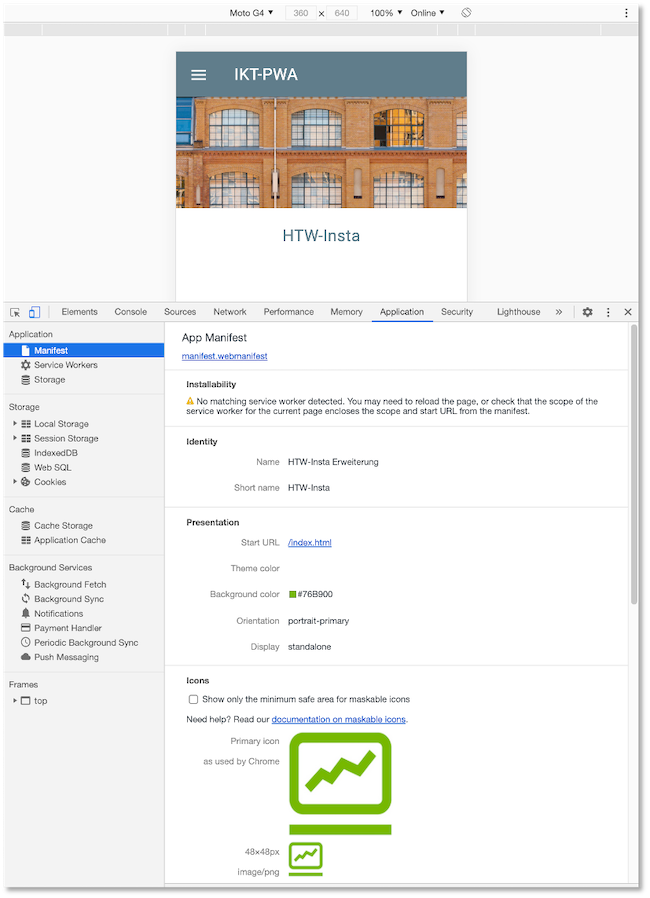 Moto G4 ▼ 360 x 640 100% ▼ Online ▼
IKT-PWA
HTW-Insta
Elements Console Sources Network Performance Memory Application Security Lighthouse »
Application
Manifest
Service Workers
Storage
Storage
Local Storage
Session Storage
IndexedDB
Web SQL
Cookies
Cache
Cache Storage
Application Cache
Background Services
Background Fetch
Background Sync
Notifications
Payment Handler
Periodic Background Sync
Push Messaging
Frames
top
App Manifest
manifest.webmanifest
Installability
No matching service worker detected. You may need to reload the page, or check that the scope of the
service worker for the current page encloses the scope and start URL from the manifest.
Identity
Name HTW-Insta Erweiterung
Short name HTW-Insta
Presentation
Start URL /index.html
Theme color
Background color #76B900
Orientation portrait-primary
Display standalone
Icons
Show only the minimum safe area for maskable icons
Need help? Read our documentation on maskable icons.
Primary icon
as used by Chrome
48×48px
image/png